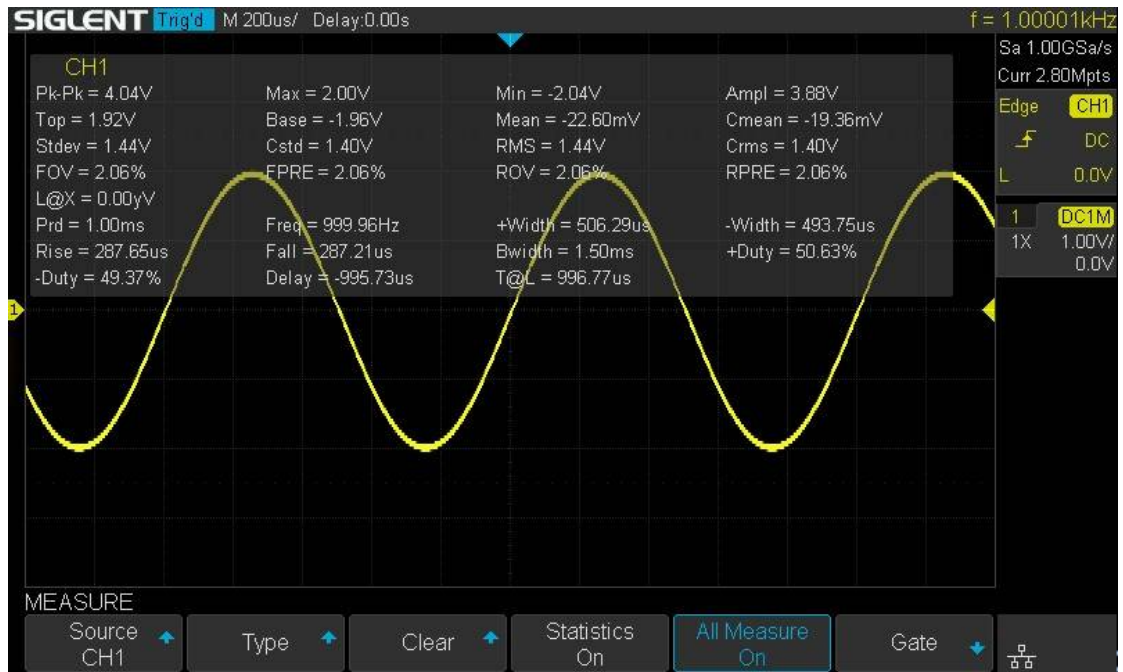 SIGLENT Trig'd M 200us/ Delay:0.00s f = 1.00001kHz
Sa 1.00GSa/s
Curr 2.80Mpts
CH1
Pk-Pk = 4.04V Max = 2.00V Min = -2.04V Ampl = 3.88V
Top = 1.92V Base = -1.96V Mean = -22.60mV Cmean = -19.36mV
Stdev = 1.44V Cstd = 1.40V RMS = 1.44V Crms = 1.40V
FOV = 2.06% FPRE = 2.06% ROV = 2.06% RPRE = 2.06%
L@X = 0.00yV
Prd = 1.00ms Freq = 999.96Hz +Width = 506.29us -Width = 493.75us
Rise = 287.65us Fall = 287.21us Bwidth = 1.50ms +Duty = 50.63%
-Duty = 49.37% Delay = -995.73us T@L = 996.77us
Edge CH1
DC
L 0.0V
1 DC1M
1X 1.00V/
0.0V
1
MEASURE
Source CH1
Type
Clear
Statistics On
All Measure On
Gate